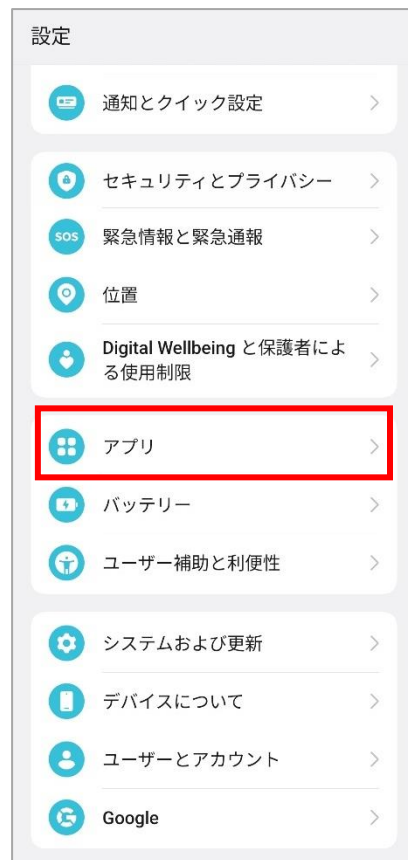 設定
通知とクイック設定
セキュリティとプライバシー
SOS
緊急情報と緊急通報
位置
Digital Wellbeing と保護者によ
る使用制限
アプリ
バッテリー
ユーザー補助と利便性
システムおよび更新
デバイスについて
ユーザーとアカウント
G
Google